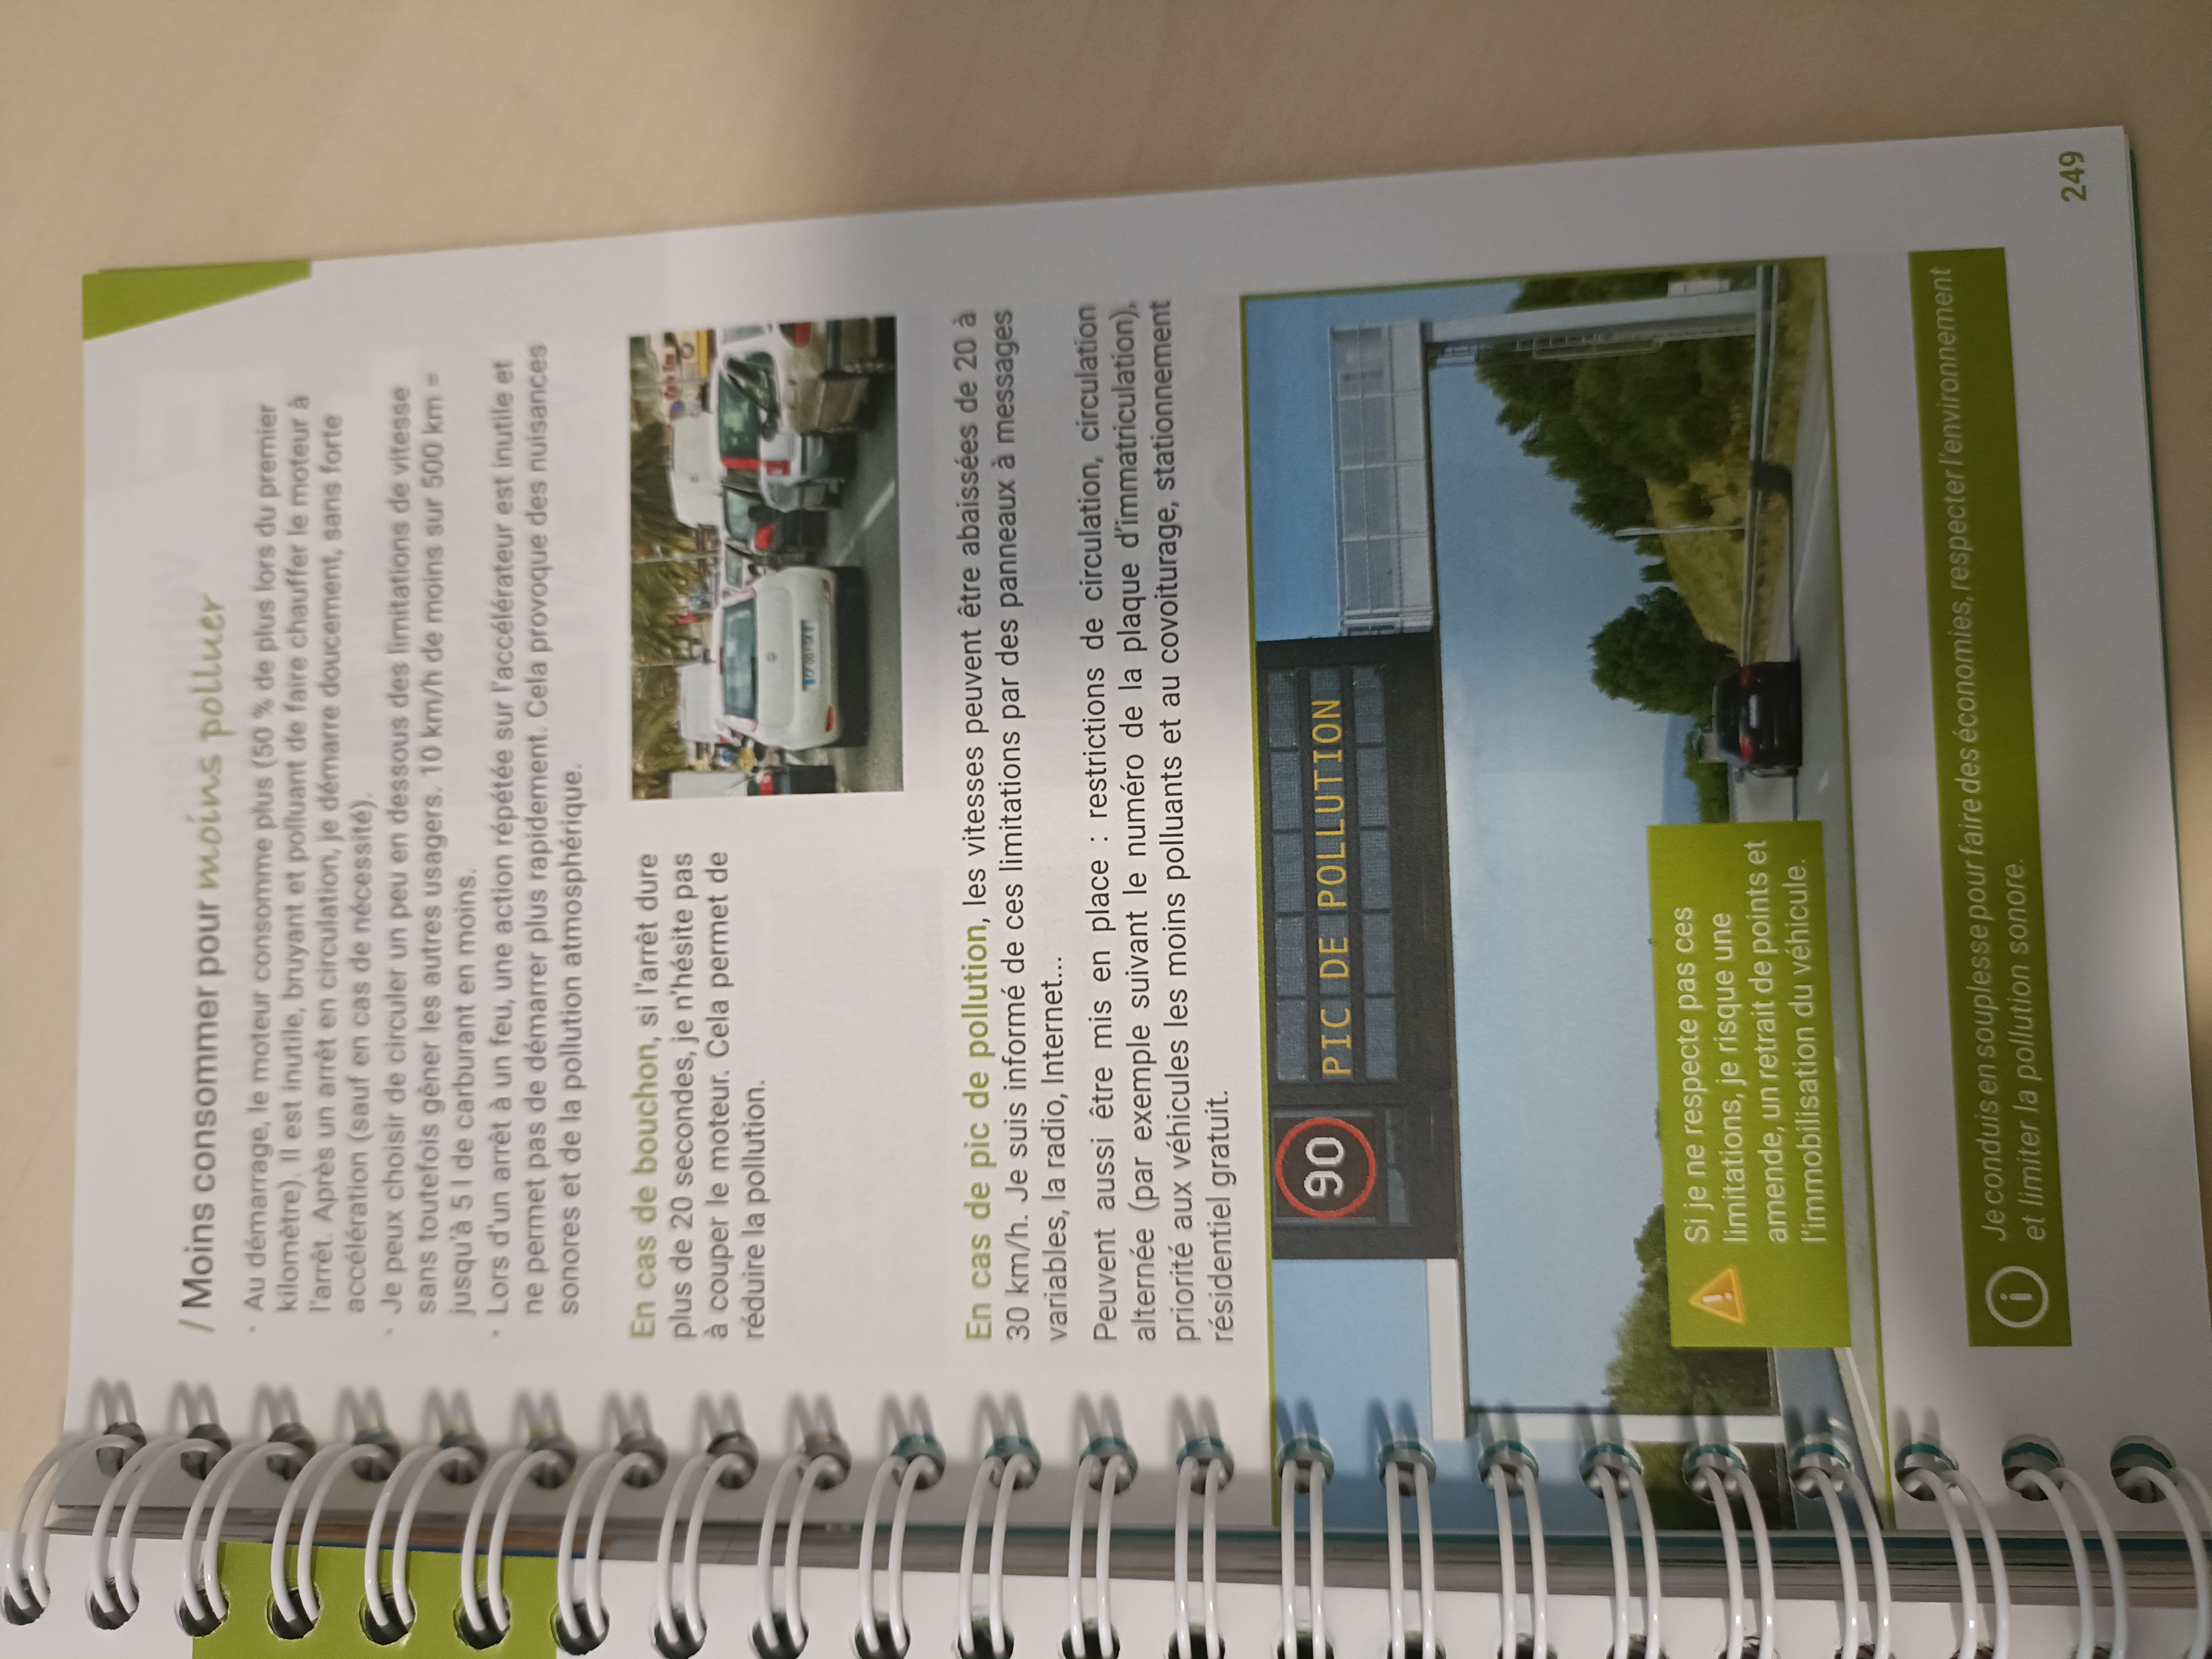 / Moins consommer pour moins polluer
· Au démarrage, le moteur consomme plus (50 % de plus lors du premier
kilomètre). Il est inutile, bruyant et polluant de faire chauffer le moteur à
l'arrêt. Après un arrêt en circulation, je démarre doucement, sans forte
accélération (sauf en cas de nécessité).
· Je peux choisir de circuler un peu en dessous des limitations de vitesse
sans toutefois gêner les autres usagers. 10 km/h de moins sur 500 km =
jusqu'à 5 l de carburant en moins.
· Lors d'un arrêt à un feu, une action répétée sur l'accélérateur est inutile et
ne permet pas de démarrer plus rapidement. Cela provoque des nuisances
sonores et de la pollution atmosphérique.
En cas de bouchon, si l'arrêt dure
plus de 20 secondes, je n'hésite pas
à couper le moteur. Cela permet de
réduire la pollution.
En cas de pic de pollution, les vitesses peuvent être abaissées de 20 à
30 km/h. Je suis informé de ces limitations par des panneaux à messages
variables, la radio, Internet...
Peuvent aussi être mis en place : restrictions de circulation, circulation
alternée (par exemple suivant le numéro de la plaque d'immatriculation),
priorité aux véhicules les moins polluants et au covoiturage, stationnement
résidentiel gratuit.
90
PIC DE POLLUTION
Si je ne respecte pas ces
limitations, je risque une
amende, un retrait de points et
l'immobilisation du véhicule.
Je conduis en souplesse pour faire des économies, respecter l'environnement
et limiter la pollution sonore.
249